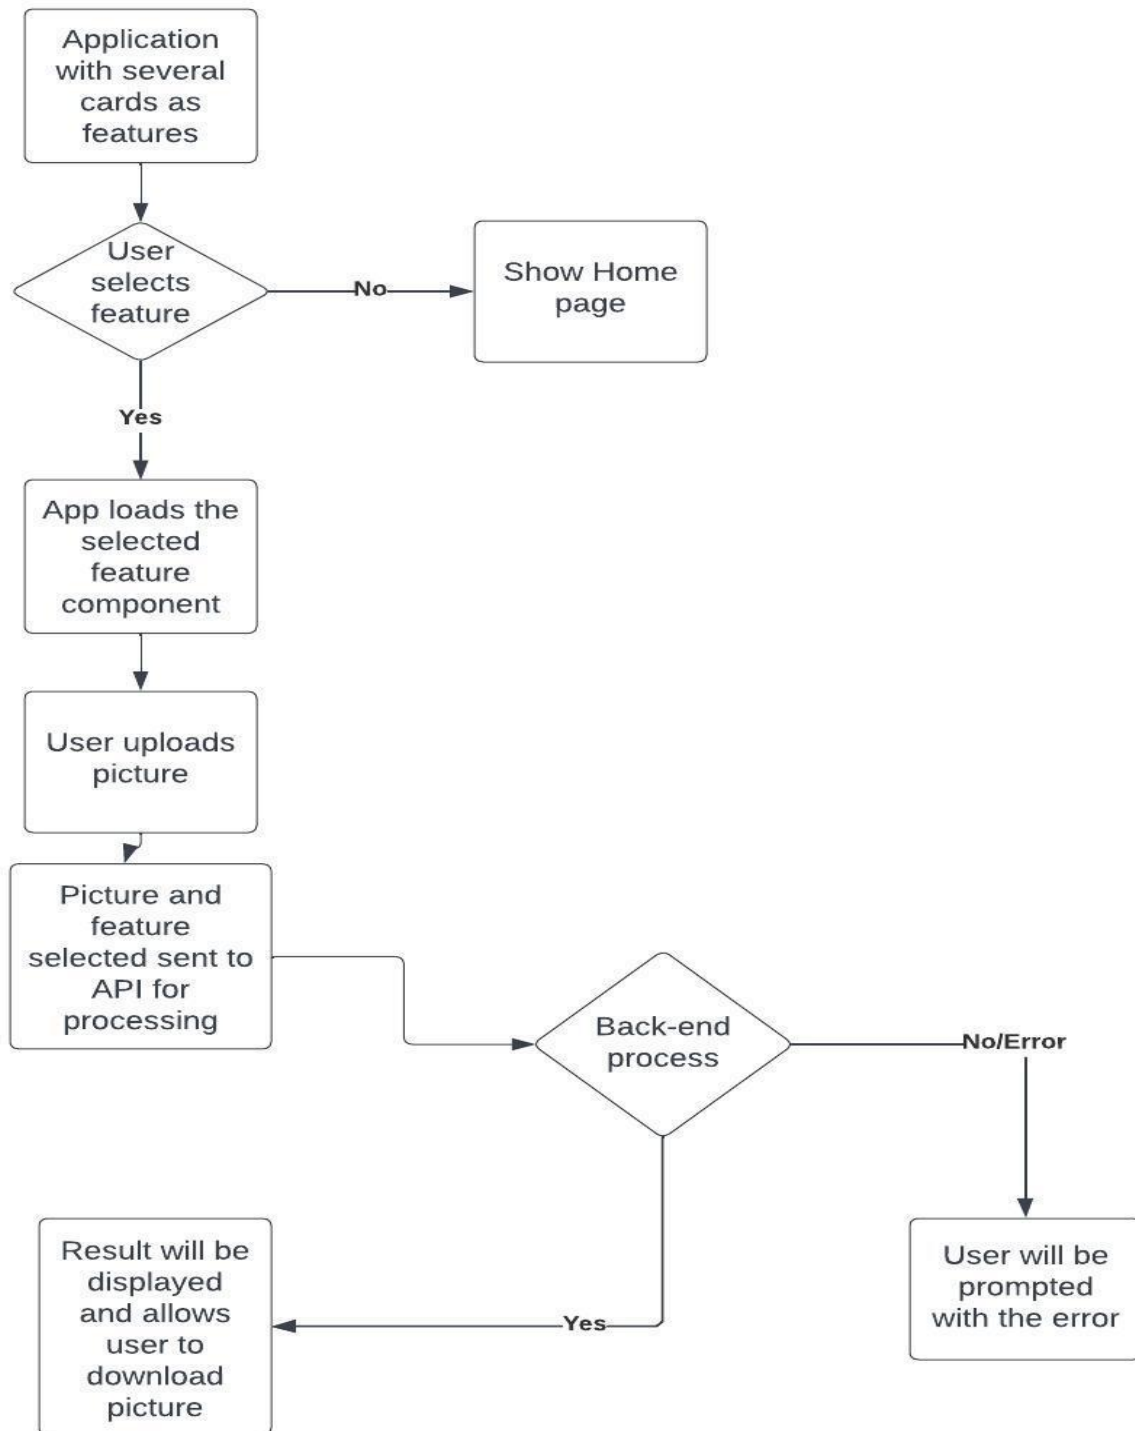 Application
with several
cards as
features
User
selects
feature
No
Show Home
page
Yes
App loads the
selected
feature
component
User uploads
picture
Picture and
feature
selected sent to
API for
processing
Back-end
process
No/Error
Yes
Result will be
displayed
and allows
user to
download
picture
User will be
prompted
with the error